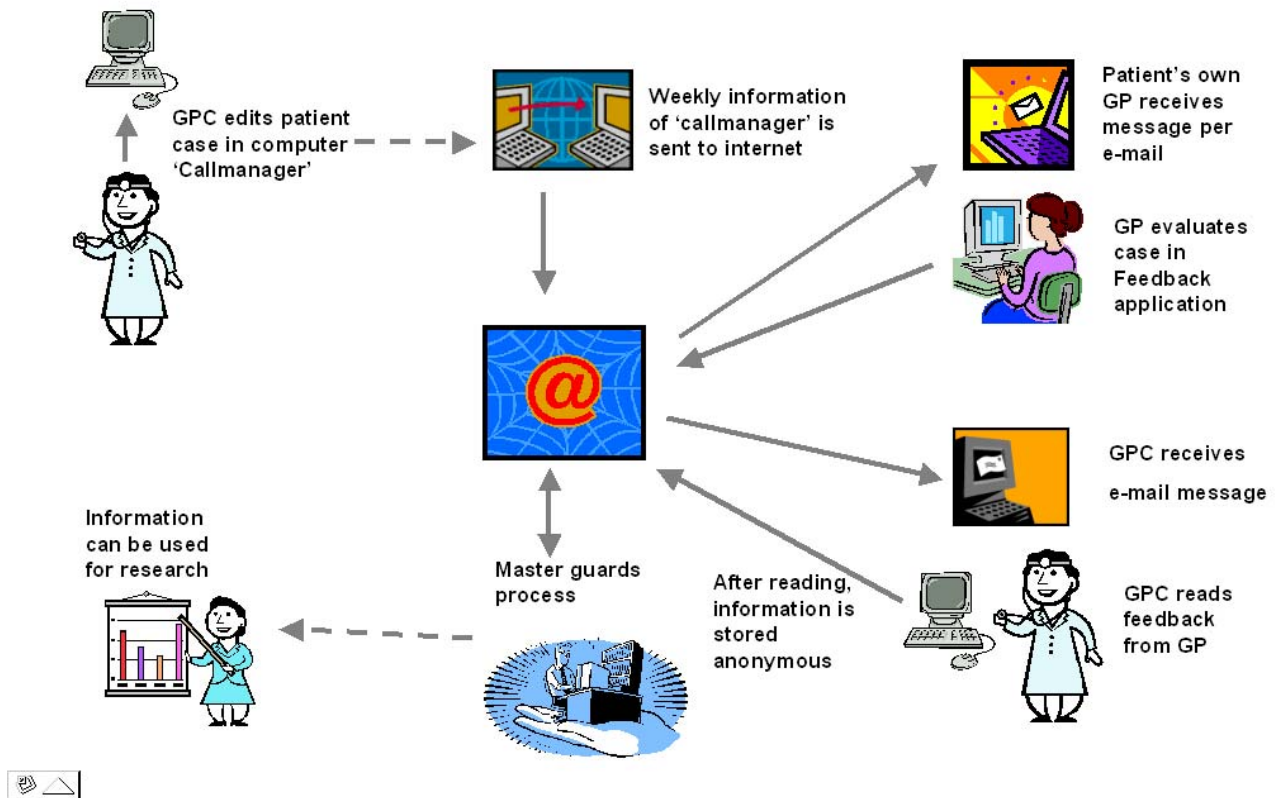 GPC edits patient
case in computer
‘Callmanager’
Weekly information
of ‘callmanager’ is
sent to internet
Patient’s own
GP receives
message per
e-mail
GP evaluates
case in
Feedback
application
@
GPC receives
e-mail message
GPC reads
feedback
from GP
After reading,
information is
stored
anonymous
Master guards
process
Information
can be used
for research